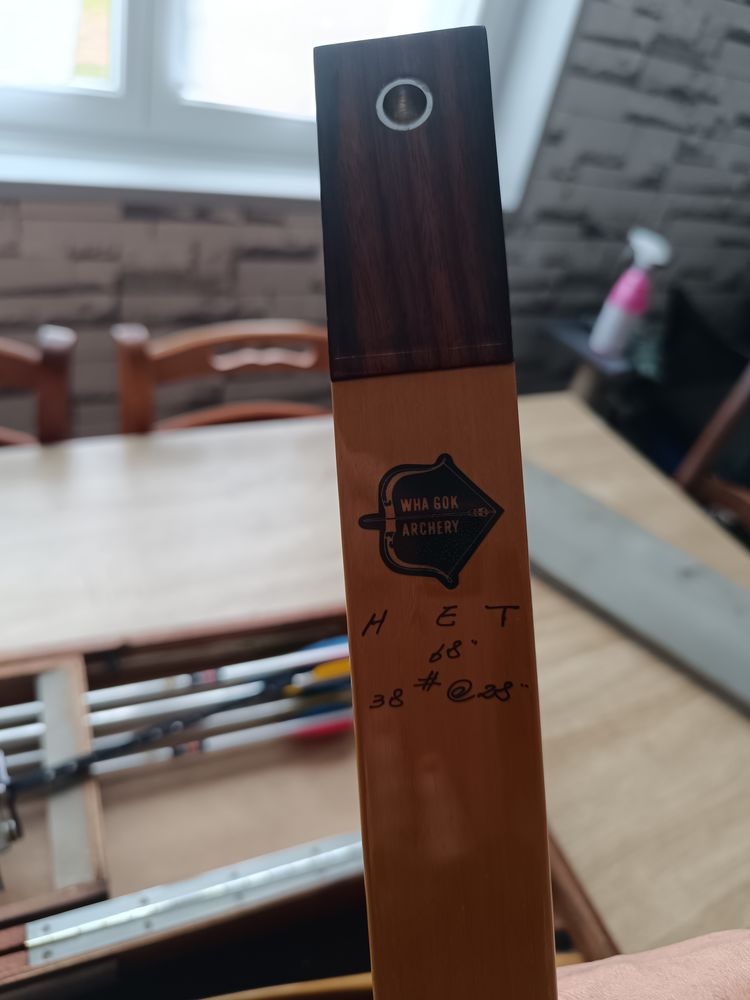 WHA GOK
ARCHERY
H E T
68"
38 # @ 28"